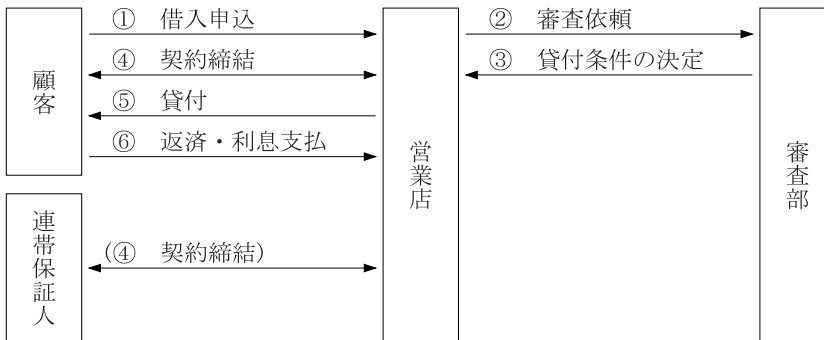 ① 借入申込
② 審査依頼
④ 契約締結
③ 貸付条件の決定
⑤ 貸付
⑥ 返済・利息支払
顧客
営業店
審査部
連帯保証人
(④ 契約締結)